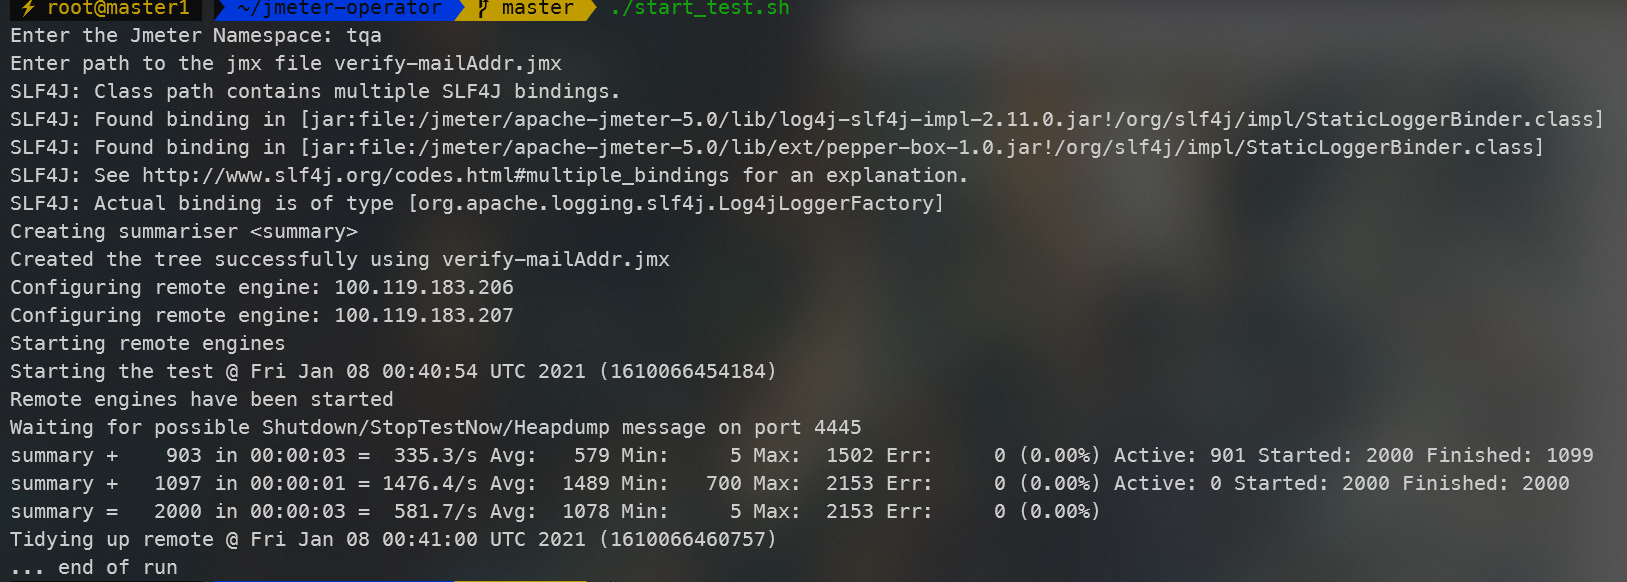 ⚡ root@master1 ~/jmeter-operator master ./start_test.sh
Enter the Jmeter Namespace: tqa
Enter path to the jmx file verify-mailAddr.jmx
SLF4J: Class path contains multiple SLF4J bindings.
SLF4J: Found binding in [jar:file:/jmeter/apache-jmeter-5.0/lib/log4j-slf4j-impl-2.11.0.jar!/org/slf4j/impl/StaticLoggerBinder.class]
SLF4J: Found binding in [jar:file:/jmeter/apache-jmeter-5.0/lib/ext/pepper-box-1.0.jar!/org/slf4j/impl/StaticLoggerBinder.class]
SLF4J: See http://www.slf4j.org/codes.html#multiple_bindings for an explanation.
SLF4J: Actual binding is of type [org.apache.logging.slf4j.Log4jLoggerFactory]
Creating summariser <summary>
Created the tree successfully using verify-mailAddr.jmx
Configuring remote engine: 100.119.183.206
Configuring remote engine: 100.119.183.207
Starting remote engines
Starting the test @ Fri Jan 08 00:40:54 UTC 2021 (1610066454184)
Remote engines have been started
Waiting for possible Shutdown/StopTestNow/Heapdump message on port 4445
summary +    903 in 00:00:03 =  335.3/s Avg:   579 Min:     5 Max:  1502 Err:     0 (0.00%) Active: 901 Started: 2000 Finished: 1099
summary +   1097 in 00:00:01 = 1476.4/s Avg:  1489 Min:   700 Max:  2153 Err:     0 (0.00%) Active: 0 Started: 2000 Finished: 2000
summary =   2000 in 00:00:03 =  581.7/s Avg:  1078 Min:     5 Max:  2153 Err:     0 (0.00%)
Tidying up remote @ Fri Jan 08 00:41:00 UTC 2021 (1610066460757)
... end of run